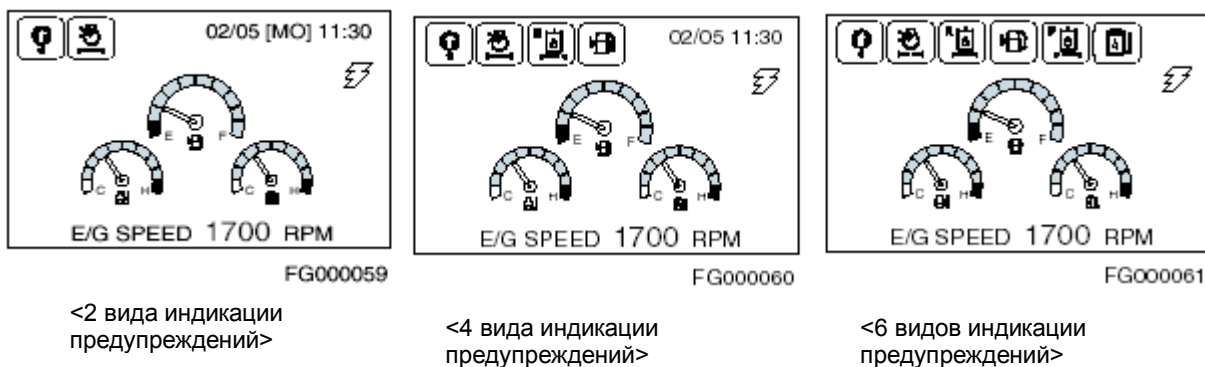 02/05 [MO] 11:30
E F
C H C H
E/G SPEED 1700 RPM
FG000059
<2 вида индикации
предупреждений>
02/05 11:30
E F
C H C H
E/G SPEED 1700 RPM
FG000060
<4 вида индикации
предупреждений>
E F
C H C H
E/G SPEED 1700 RPM
FG000061
<6 видов индикации
предупреждений>